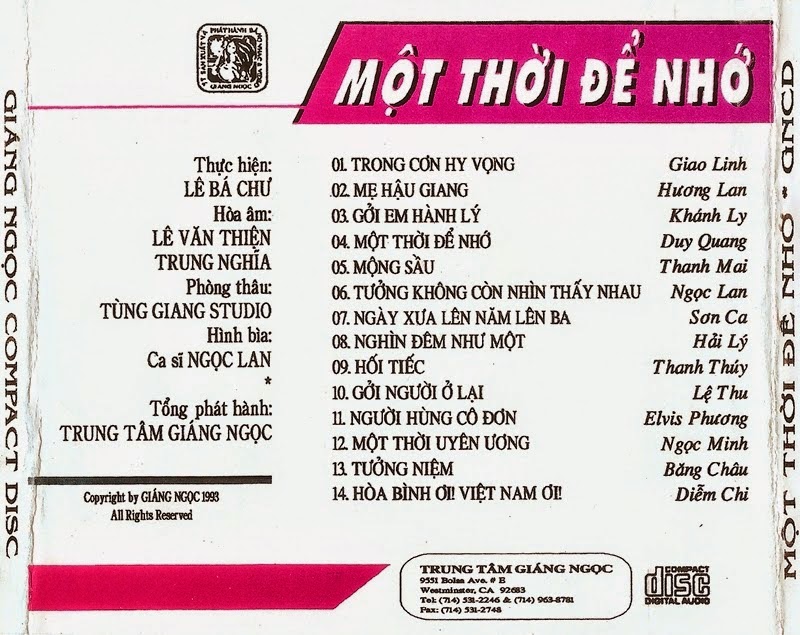 GIÁNG NGỌC COMPACT DISC
PHÁT HÀNH BĂNG NHẠC & VIDEO
GIÁNG NGỌC
MỘT THỜI ĐỂ NHỚ
Thực hiện:
LÊ BÁ CHƯ
Hòa âm:
LÊ VĂN THIỆN
TRUNG NGHĨA
Phòng thâu:
TÙNG GIANG STUDIO
Hình bìa:
Ca sĩ NGỌC LAN
*
Tổng phát hành:
TRUNG TÂM GIÁNG NGỌC
Copyright by GIÁNG NGỌC 1993
All Rights Reserved
01. TRONG CƠN HY VỌNG Giao Linh
02. MẸ HẬU GIANG Hương Lan
03. GỞI EM HÀNH LÝ Khánh Ly
04. MỘT THỜI ĐỂ NHỚ Duy Quang
05. MỘNG SẦU Thanh Mai
06. TƯỞNG KHÔNG CÒN NHÌN THẤY NHAU Ngọc Lan
07. NGÀY XƯA LÊN NĂM LÊN BA Sơn Ca
08. NGHÌN ĐÊM NHƯ MỘT Hải Lý
09. HỐI TIẾC Thanh Thúy
10. GỞI NGƯỜI Ở LẠI Lệ Thu
11. NGƯỜI HÙNG CÔ ĐƠN Elvis Phương
12. MỘT THỜI UYÊN ƯƠNG Ngọc Minh
13. TƯỞNG NIỆM Băng Châu
14. HÒA BÌNH ƠI! VIỆT NAM ƠI! Diễm Chi
TRUNG TÂM GIÁNG NGỌC
9551 Bolsa Ave. # E
Westminster, CA 92683
Tel: (714) 531-2246 & (714) 963-8781
Fax: (714) 531-2748
COMPACT
disc
DIGITAL AUDIO
MỘT THỜI ĐỂ NHỚ * GNCD